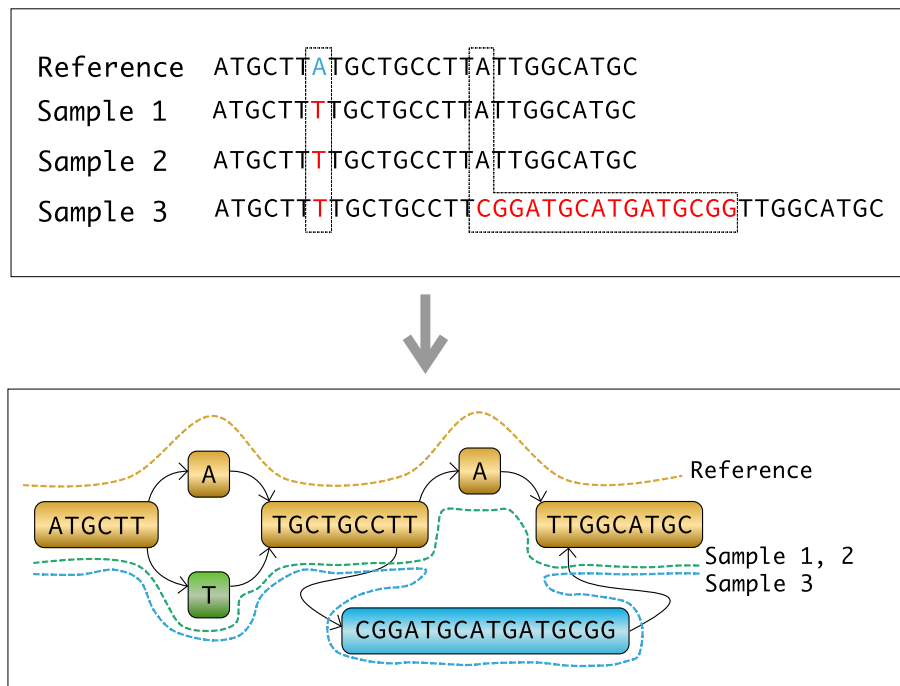 Reference ATGCTTATGCTGCCTTATTGGCATGC
Sample 1 ATGCTTTTGCTGCCTTATTGGCATGC
Sample 2 ATGCTTTTGCTGCCTTATTGGCATGC
Sample 3 ATGCTTTTGCTGCCTTCGGATGCATGATGCGGTTGGCATGC
A A Reference
ATGCTT TGCTGCCTT TTGGCATGC
Sample 1, 2
T Sample 3
CGGATGCATGATGCGG